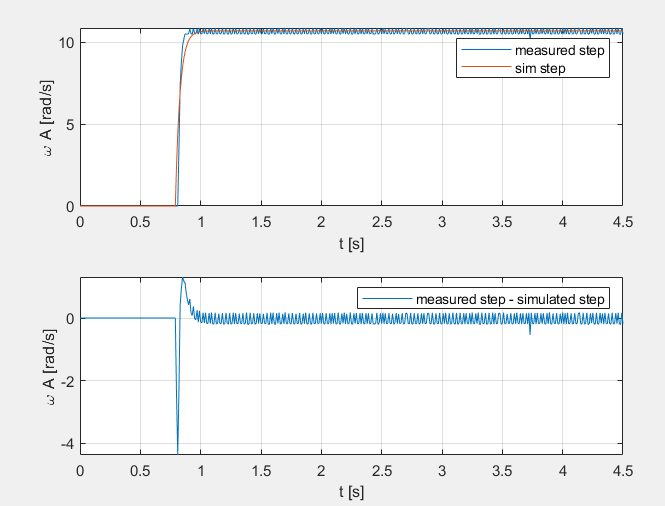 10
5
0
ω A [rad/s]
measured step
sim step
0 0.5 1 1.5 2 2.5 3 3.5 4 4.5
t [s]
0
-2
-4
ω A [rad/s]
measured step - simulated step
0 0.5 1 1.5 2 2.5 3 3.5 4 4.5
t [s]